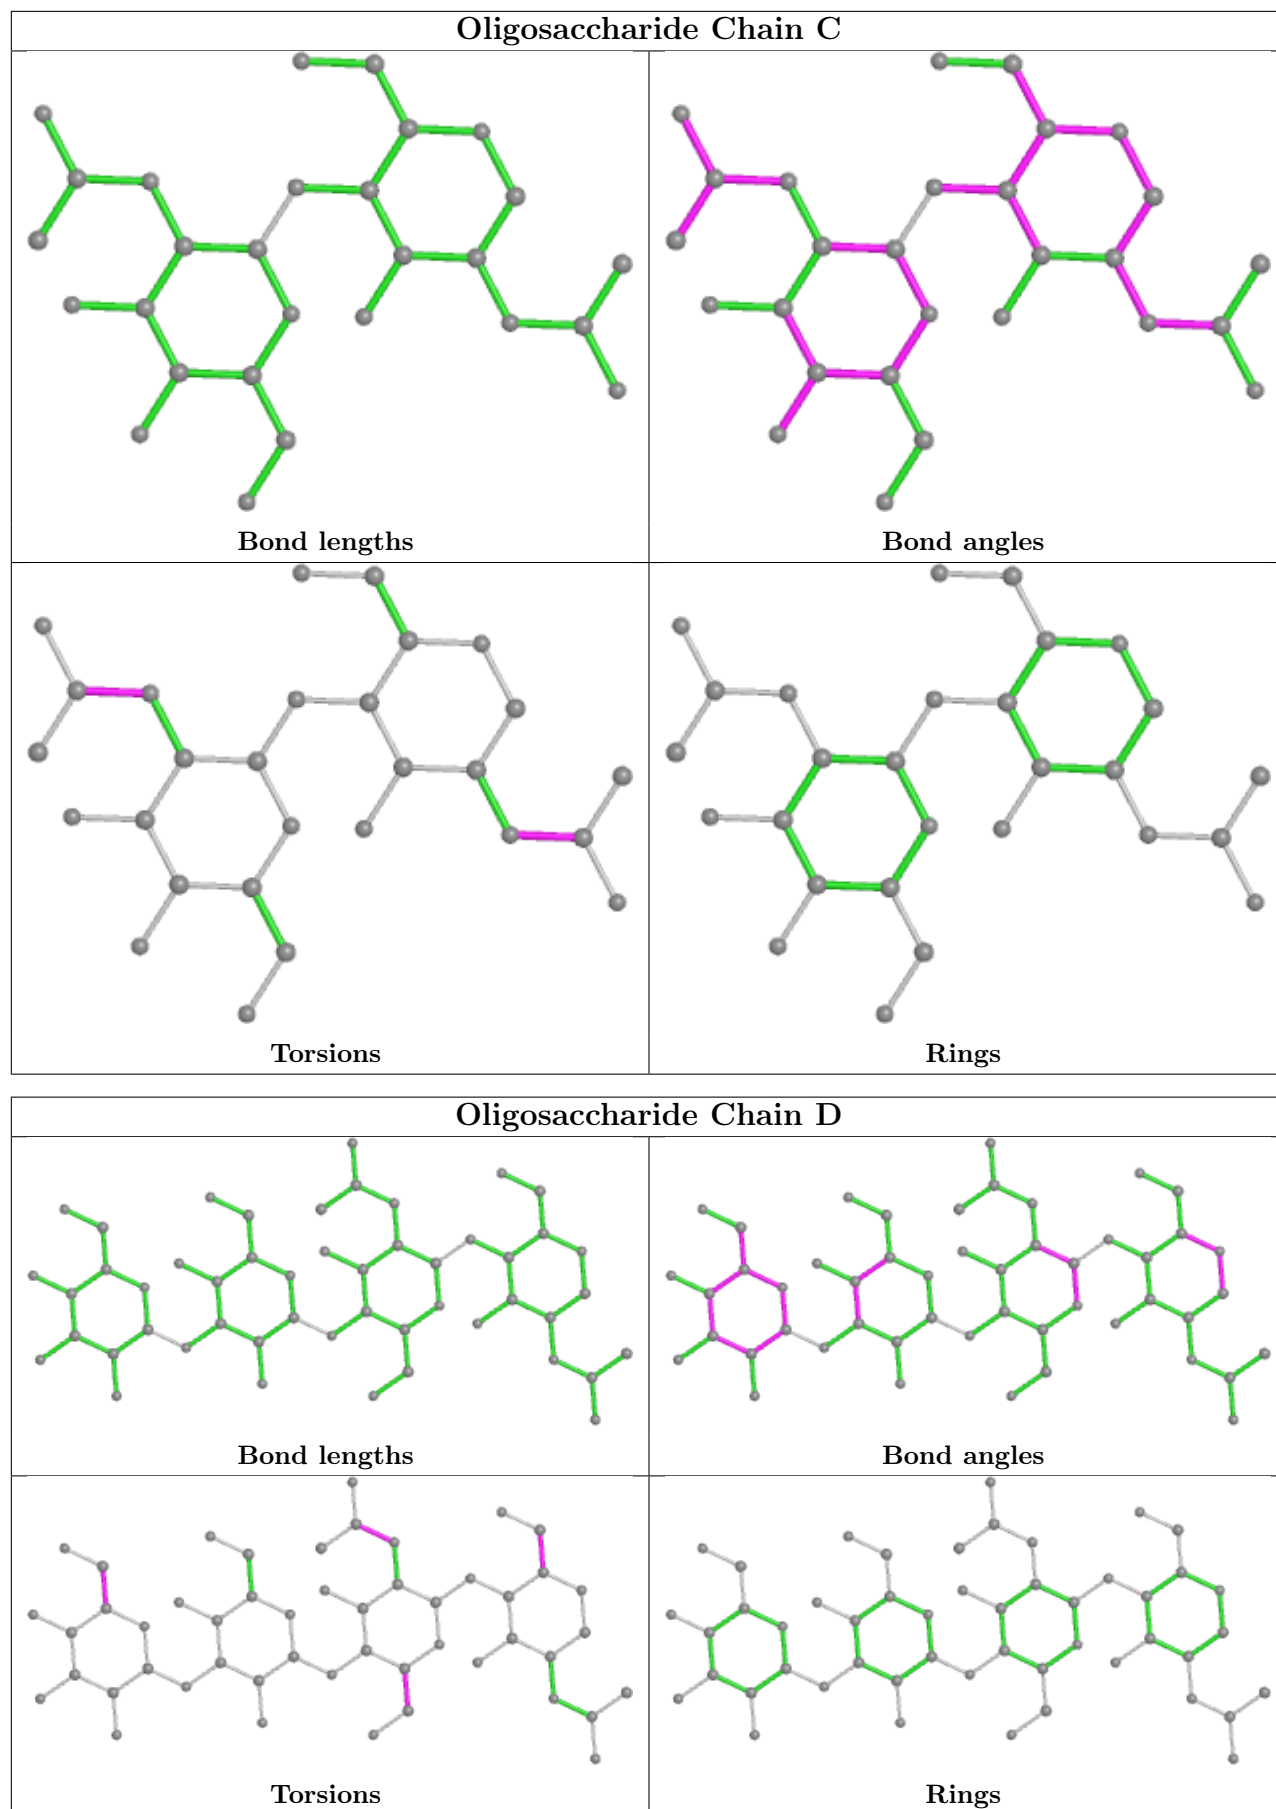 Oligosaccharide Chain C
Bond lengths
Bond angles
Torsions
Rings
Oligosaccharide Chain D
Bond lengths
Bond angles
Torsions
Rings